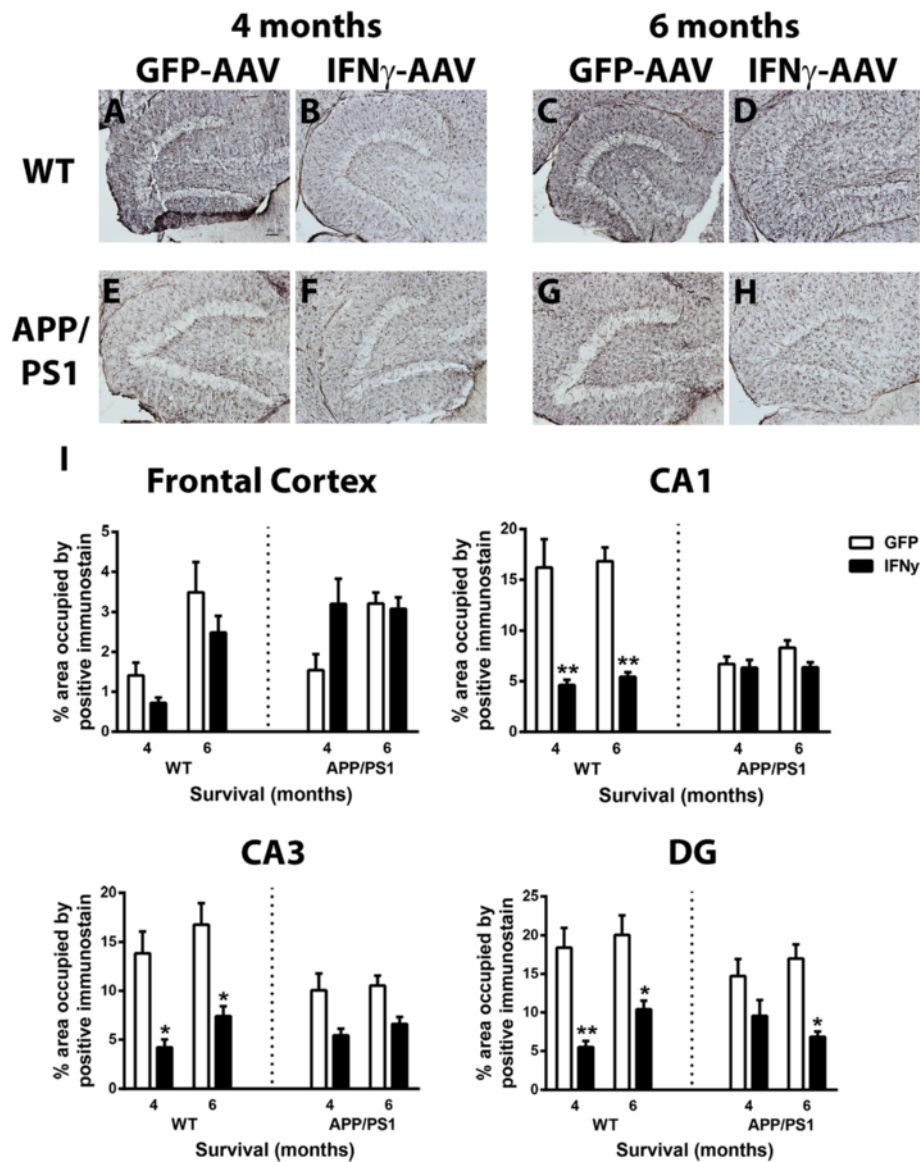 4 months 6 months
GFP-AAV IFNγ-AAV GFP-AAV IFNγ-AAV
A B C D
WT
E F G H
APP/
PS1
I
Frontal Cortex
% area occupied by
positive immunostain
5
4
3
2
1
0
4 6 4 6
WT APP/PS1
Survival (months)
CA1
% area occupied by
positive immunostain
20
15
10
5
0
** **
4 6 4 6
WT APP/PS1
Survival (months)
GFP
IFNy
CA3
% area occupied by
positive immunostain
20
15
10
5
0
* *
4 6 4 6
WT APP/PS1
Survival (months)
DG
% area occupied by
positive immunostain
25
20
15
10
5
0
** * *
4 6 4 6
WT APP/PS1
Survival (months)